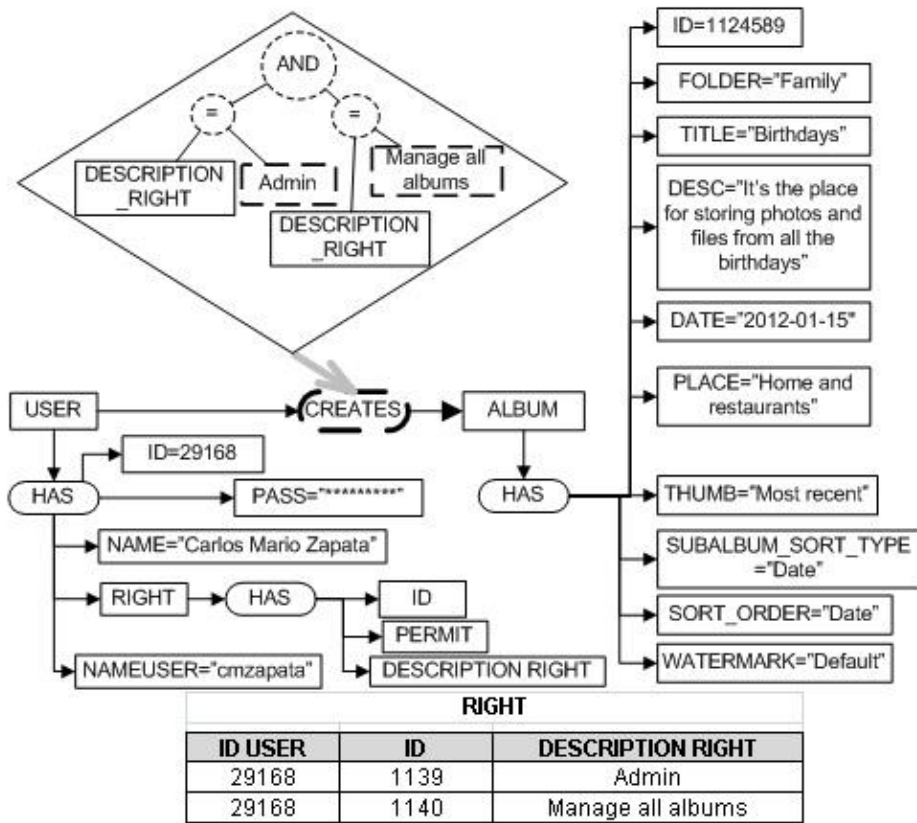 AND
=
=
DESCRIPTION
_RIGHT
Admin
Manage all
albums
DESCRIPTION
_RIGHT
ID=1124589
FOLDER="Family"
TITLE="Birthdays"
DESC="It's the place
for storing photos and
files from all the
birthdays"
DATE="2012-01-15"
PLACE="Home and
restaurants"
USER
CREATES
ALBUM
ID=29168
HAS
PASS="*********"
HAS
THUMB="Most recent"
NAME="Carlos Mario Zapata"
SUBALBUM_SORT_TYPE
="Date"
RIGHT
HAS
ID
SORT_ORDER="Date"
PERMIT
NAMEUSER="cmzapata"
DESCRIPTION RIGHT
WATERMARK="Default"
RIGHT
ID USER ID DESCRIPTION RIGHT
29168 1139 Admin
29168 1140 Manage all albums